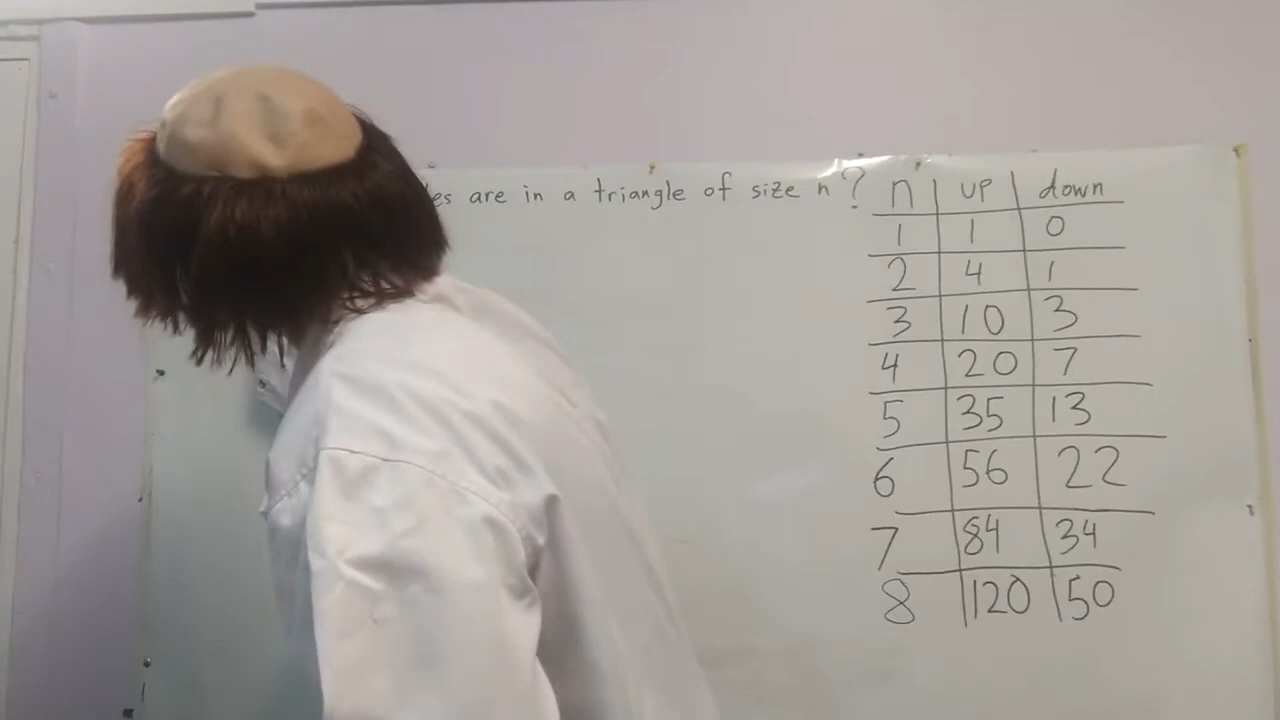 are in a triangle of size n?
n up down
1 1 0
2 4 1
3 10 3
4 20 7
5 35 13
6 56 22
7 84 34
8 120 50